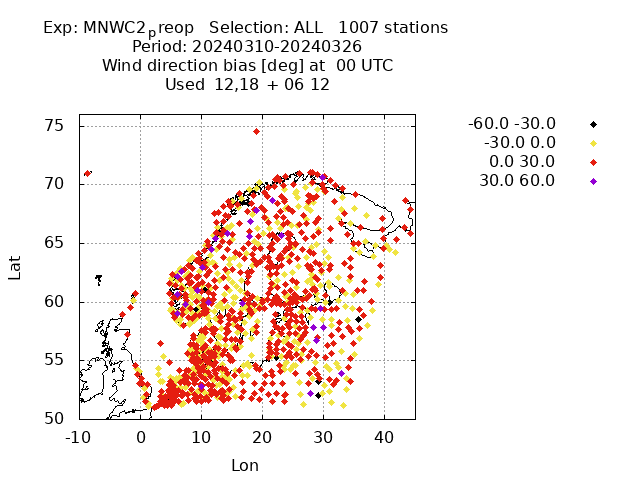 Exp: MNWC2preop   Selection: ALL   1007 stations
Period: 20240310-20240326
Wind direction bias [deg] at  00 UTC
Used  12,18 + 06 12
-60.0 -30.0
-30.0 0.0
0.0 30.0
30.0 60.0
75
70
65
60
55
50
Lat
-10 0 10 20 30 40
Lon